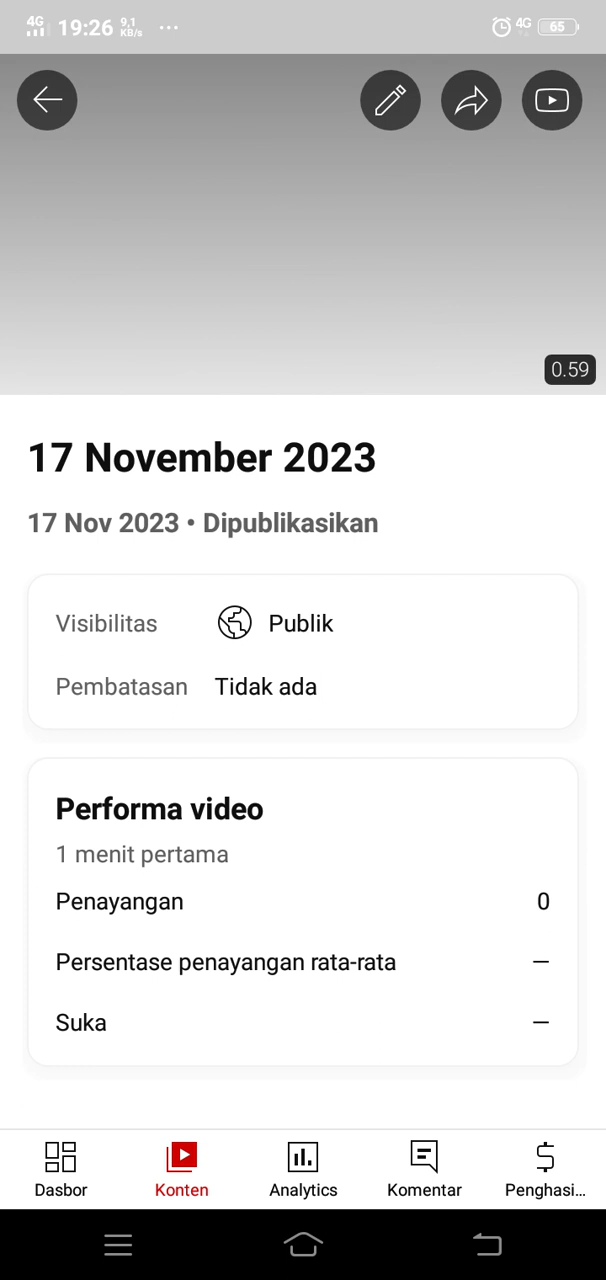 4G 19:26 9,1 KB/s ... 4G 65
0.59
17 November 2023
17 Nov 2023 • Dipublikasikan
Visibilitas Publik
Pembatasan Tidak ada
Performa video
1 menit pertama
Penayangan 0
Persentase penayangan rata-rata —
Suka —
Dasbor Konten Analytics Komentar Penghasi...